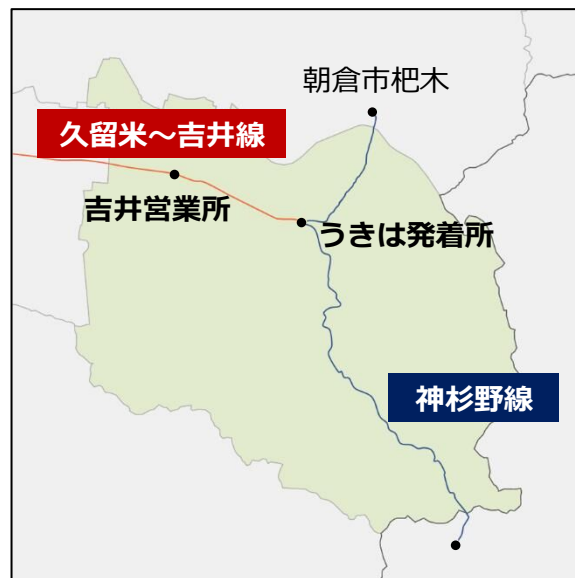 朝倉市杷木
久留米～吉井線
吉井営業所
うきは発着所
神杉野線